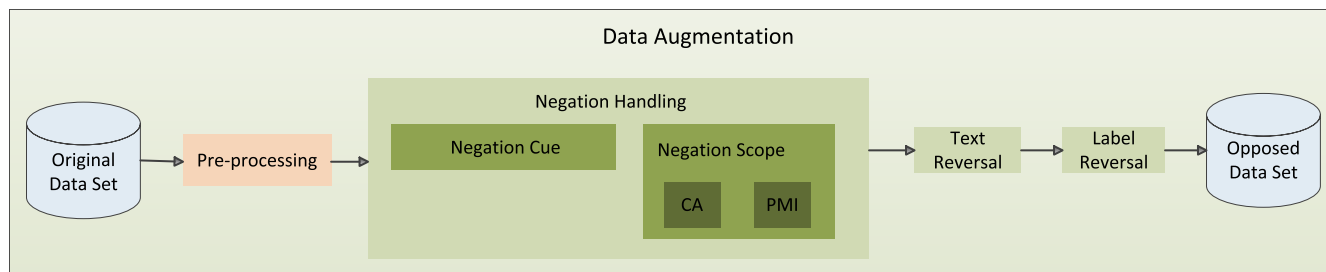 Data Augmentation
Original
Data Set
Pre-processing
Negation Handling
Negation Cue
Negation Scope
CA
PMI
Text
Reversal
Label
Reversal
Opposed
Data Set